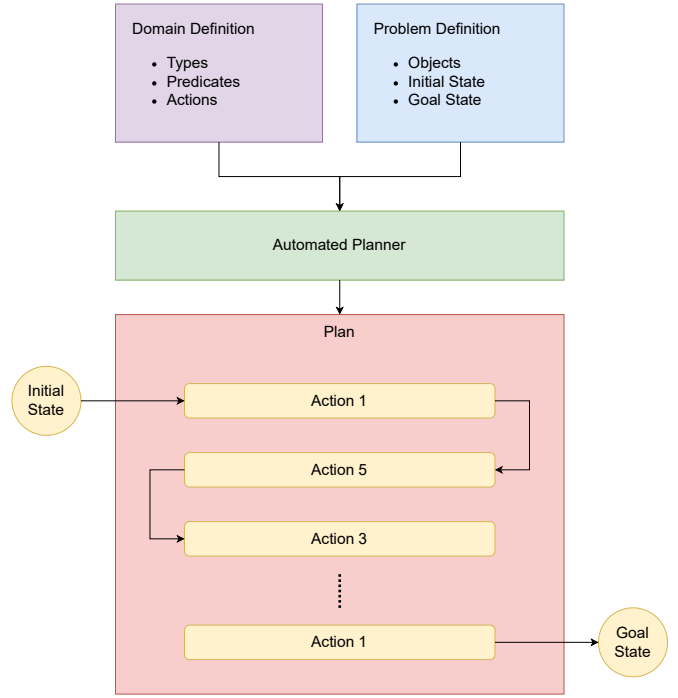 Domain Definition
• Types
• Predicates
• Actions
Problem Definition
• Objects
• Initial State
• Goal State
Automated Planner
Plan
Initial
State
Action 1
Action 5
Action 3
Action 1
Goal
State